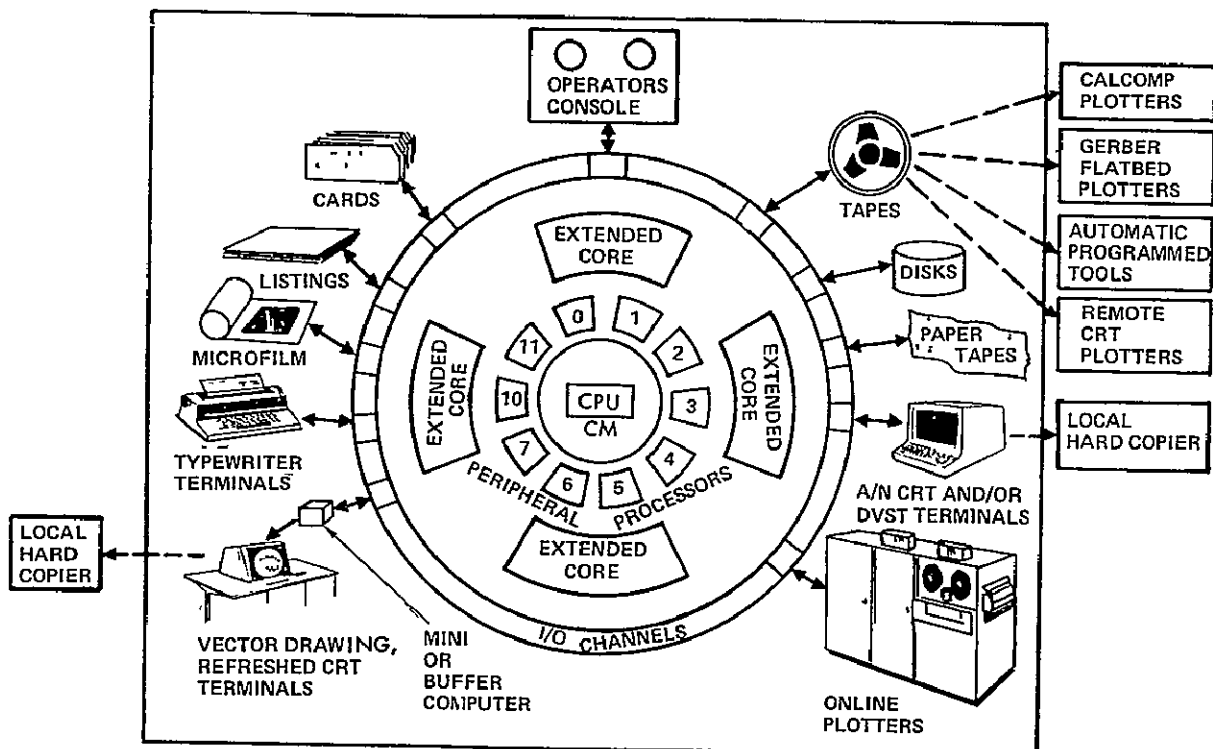 OPERATORS
CONSOLE
CARDS
LISTINGS
MICROFILM
TYPEWRITER
TERMINALS
LOCAL
HARD
COPIER
VECTOR DRAWING,
REFRESHED CRT
TERMINALS
MINI
OR
BUFFER
COMPUTER
EXTENDED
CORE
EXTENDED
CORE
EXTENDED
CORE
EXTENDED
CORE
0
1
2
3
4
5
6
7
10
11
CPU
CM
PERIPHERAL PROCESSORS
I/O CHANNELS
TAPES
DISKS
PAPER
TAPES
A/N CRT AND/OR
DVST TERMINALS
ONLINE
PLOTTERS
CALCOMP
PLOTTERS
GERBER
FLATBED
PLOTTERS
AUTOMATIC
PROGRAMMED
TOOLS
REMOTE
CRT
PLOTTERS
LOCAL
HARD COPIER